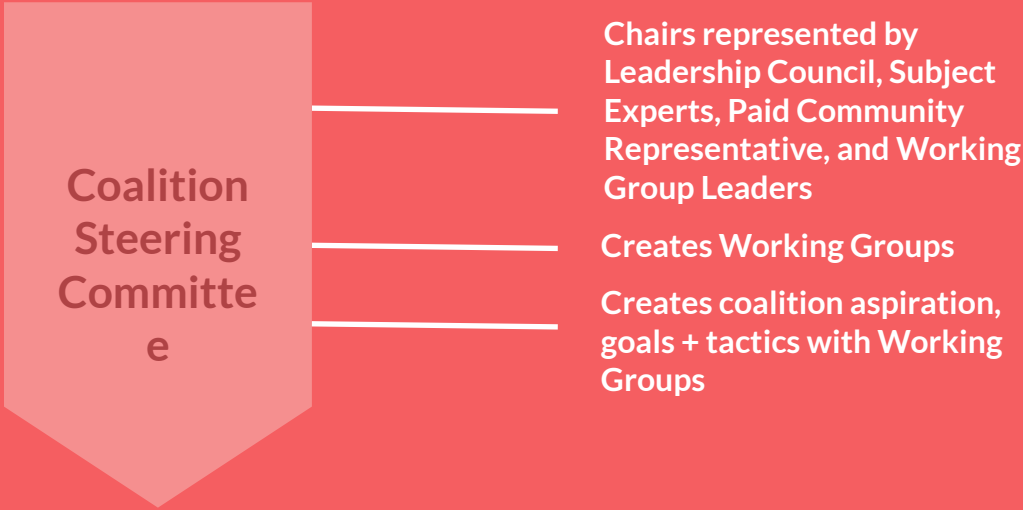 Coalition
Steering
Committe
e
Chairs represented by
Leadership Council, Subject
Experts, Paid Community
Representative, and Working
Group Leaders
Creates Working Groups
Creates coalition aspiration,
goals + tactics with Working
Groups